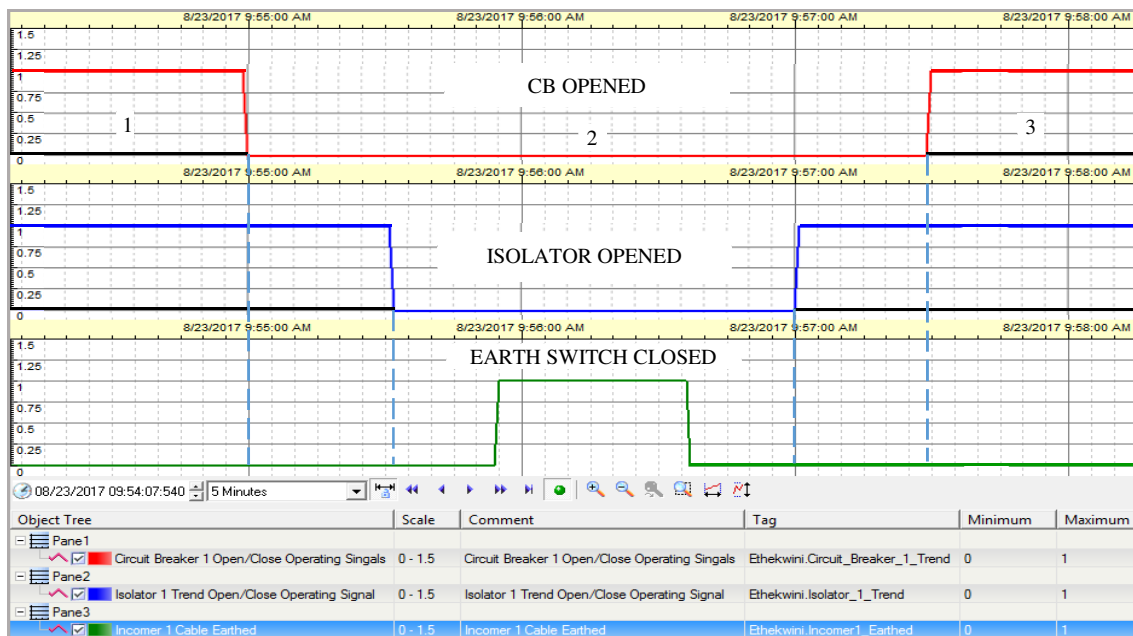 8/23/2017 9:55:00 AM 8/23/2017 9:56:00 AM 8/23/2017 9:57:00 AM 8/23/2017 9:58:00 AM
1.5
1.25
1
0.75
0.5
0.25
0
CB OPENED
1
2
3
8/23/2017 9:55:00 AM 8/23/2017 9:56:00 AM 8/23/2017 9:57:00 AM 8/23/2017 9:58:00 AM
1.5
1.25
1
0.75
0.5
0.25
0
ISOLATOR OPENED
8/23/2017 9:55:00 AM 8/23/2017 9:56:00 AM 8/23/2017 9:57:00 AM 8/23/2017 9:58:00 AM
1.5
1.25
1
0.75
0.5
0.25
0
EARTH SWITCH CLOSED
08/23/2017 09:54:07:540 5 Minutes
Object Tree Scale Comment Tag Minimum Maximum
Pane1
Circuit Breaker 1 Open/Close Operating Singals 0 - 1.5 Circuit Breaker 1 Open/Close Operating Singals Ethekwini.Circuit_Breaker_1_Trend 0 1
Pane2
Isolator 1 Trend Open/Close Operating Signal 0 - 1.5 Isolator 1 Trend Open/Close Operating Signal Ethekwini.Isolator_1_Trend 0 1
Pane3
Incomer 1 Cable Earthed 0 - 1.5 Incomer 1 Cable Earthed Ethekwini.Incomer1_Earthed 0 1